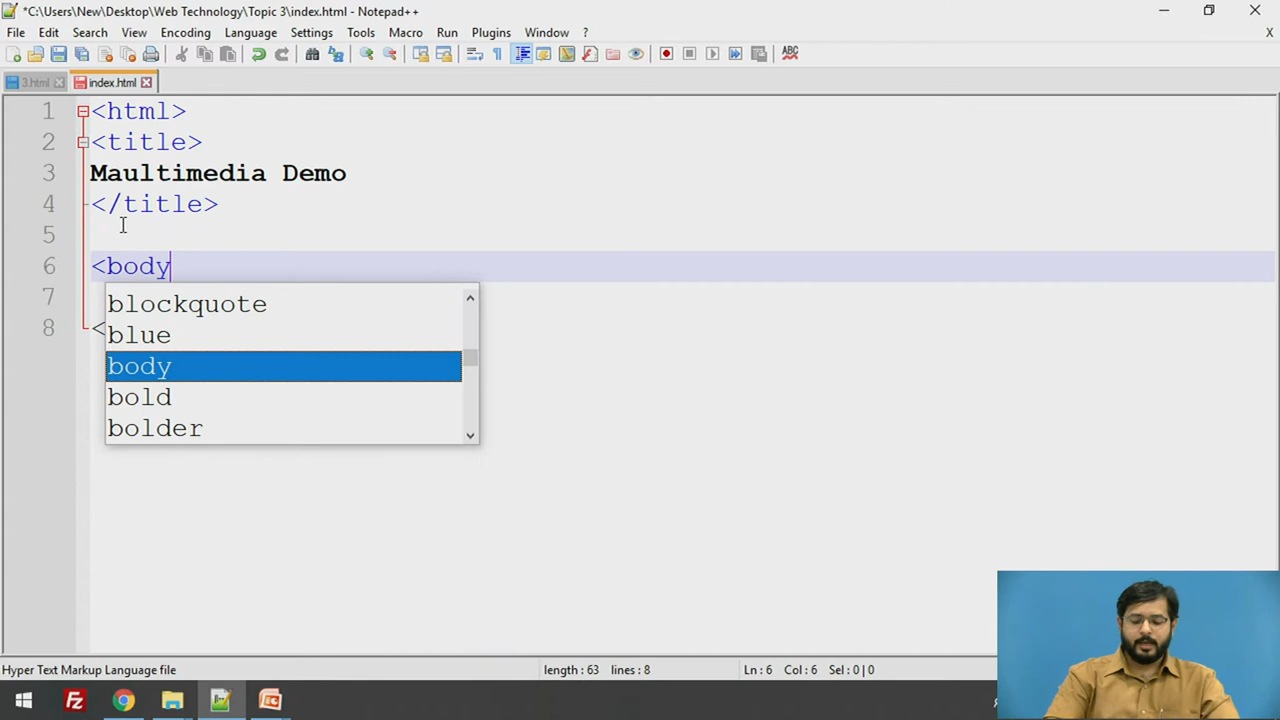 *C:\Users\New\Desktop\Web Technology\Topic 3\index.html - Notepad++
File Edit Search View Encoding Language Settings Tools Macro Run Plugins Window ? X
3.html index.html
1 <html>
2 <title>
3 Maultimedia Demo
4 </title>
5
6 <body
7
8 <
blockquote
blue
body
bold
bolder
Hyper Text Markup Language file length : 63 lines : 8 Ln : 6 Col : 6 Sel : 0 | 0